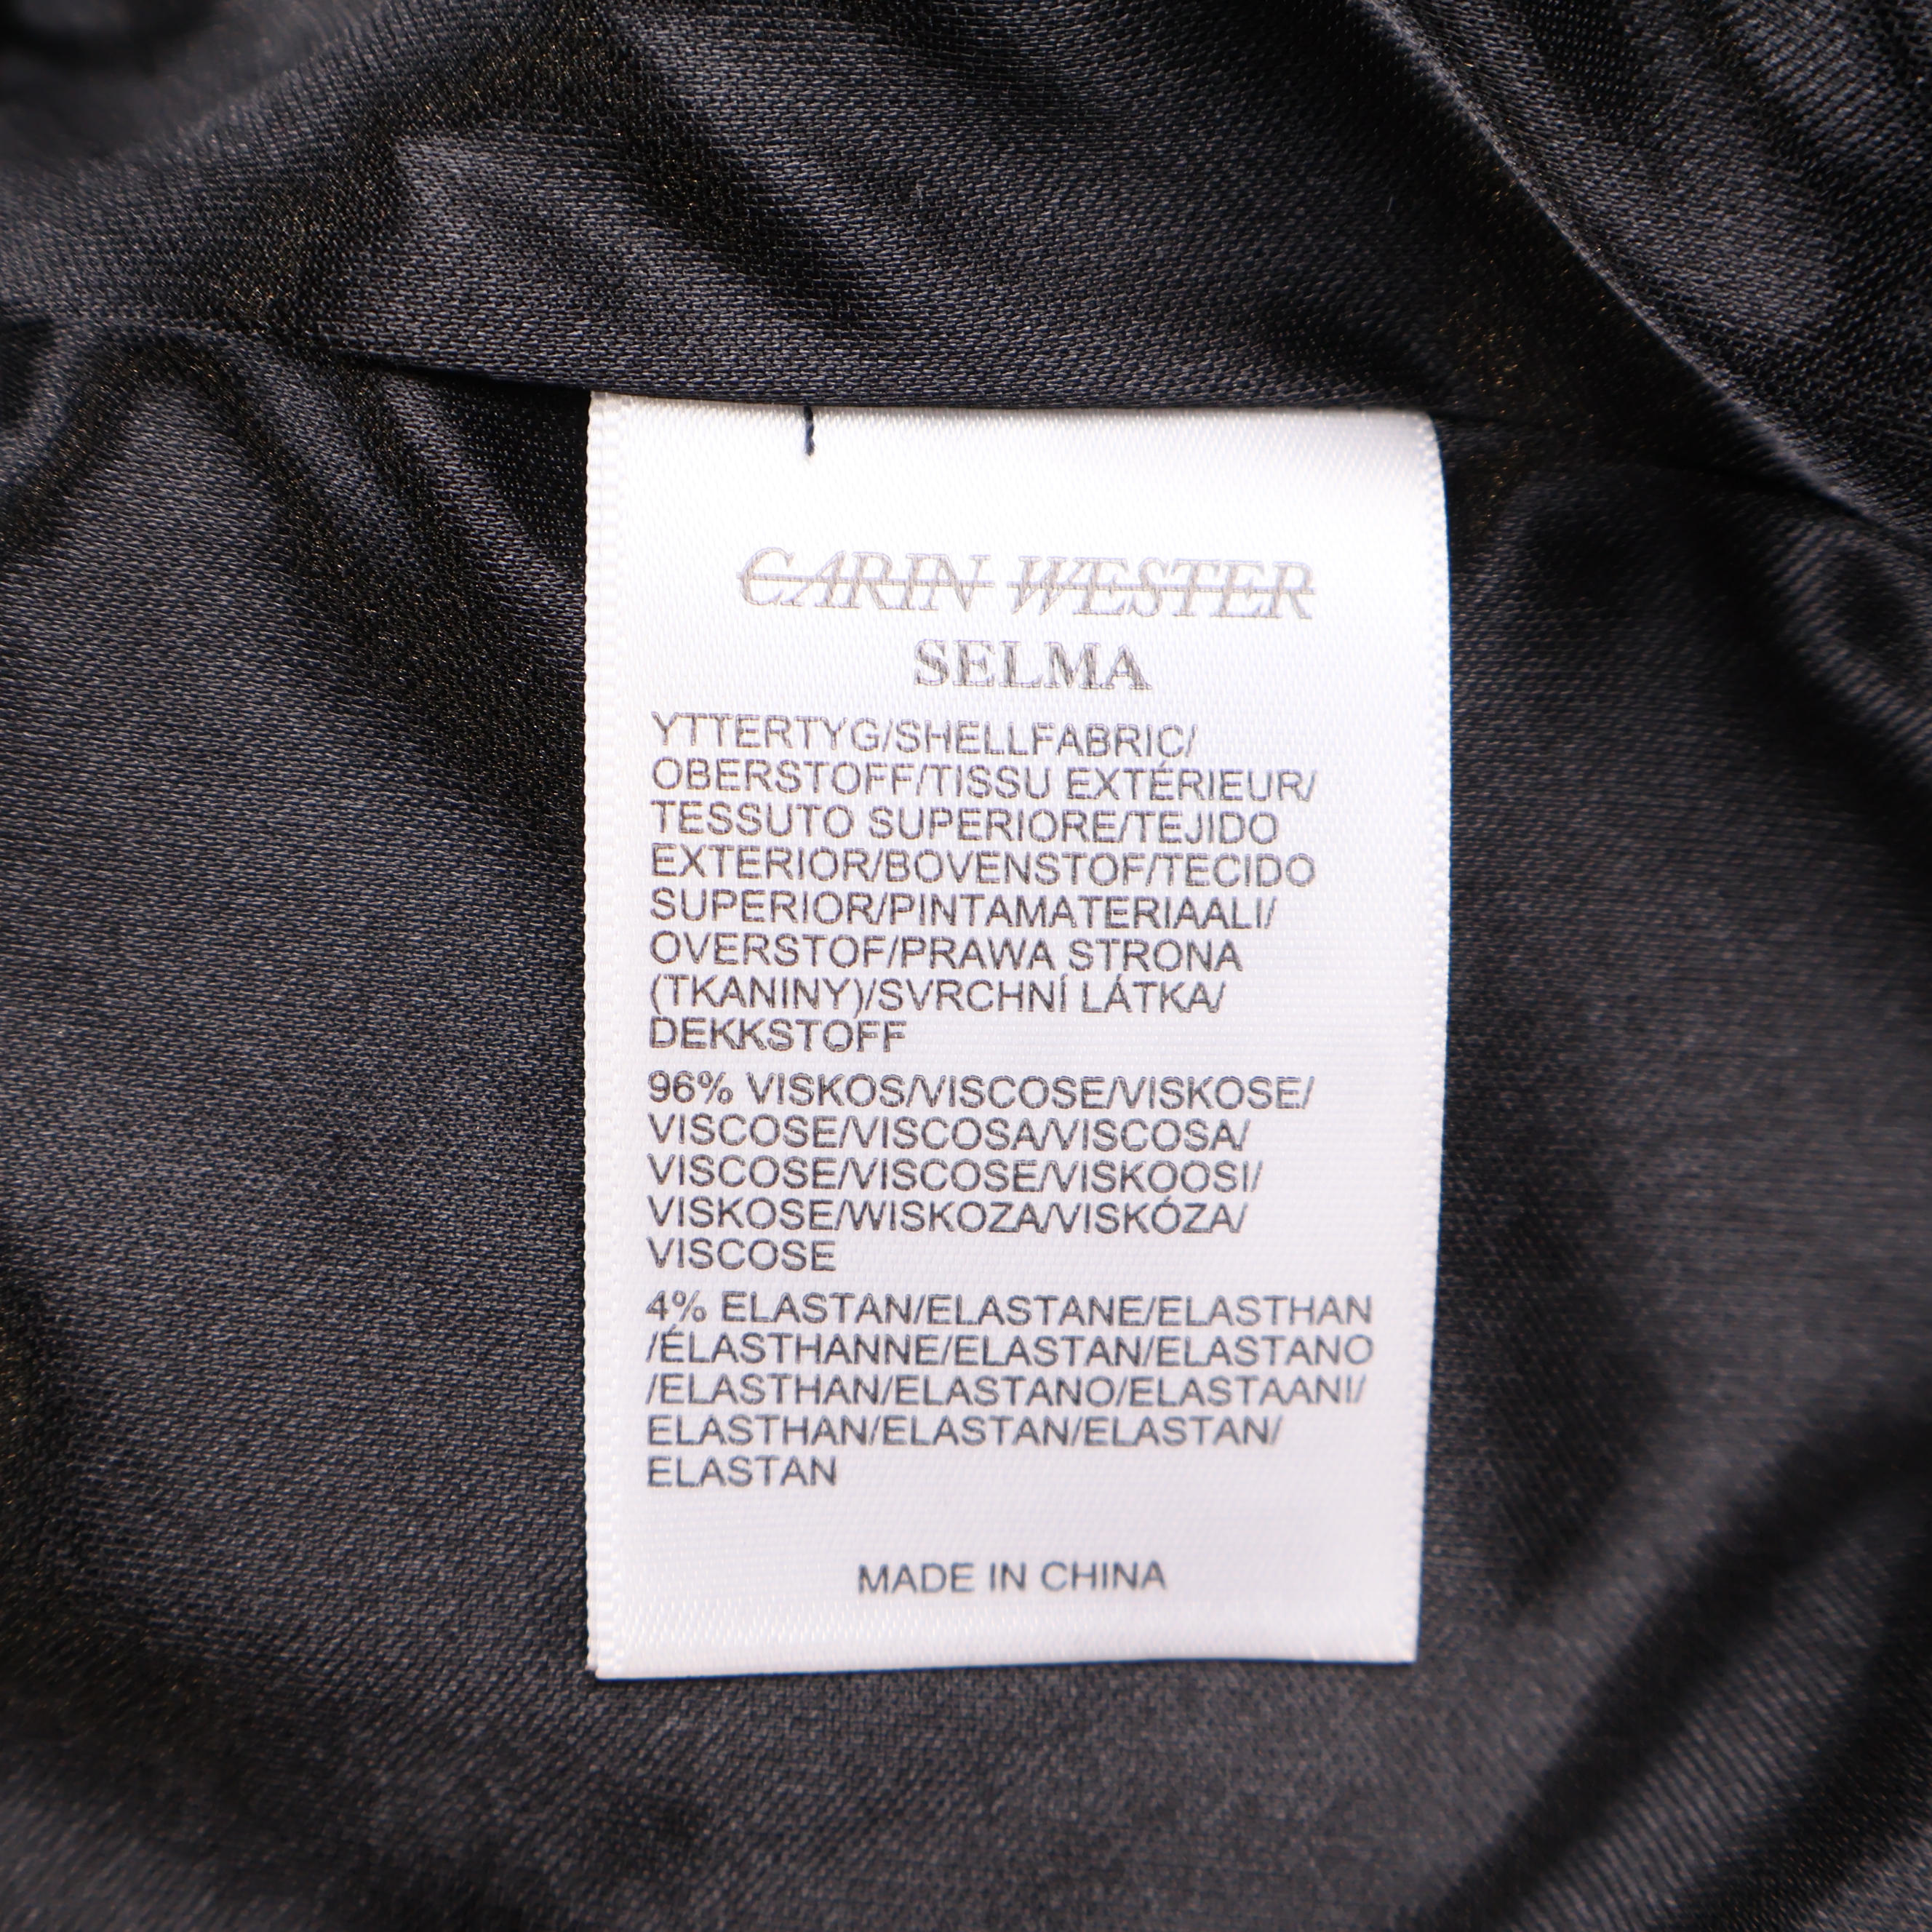 CARIN WESTER
SELMA
YTTERTYG/SHELLFABRIC/
OBERSTOFF/TISSU EXTÉRIEUR/
TESSUTO SUPERIORE/TEJIDO
EXTERIOR/BOVENSTOF/TECIDO
SUPERIOR/PINTAMATERIAALI/
OVERSTOF/PRAWA STRONA
(TKANINY)/SVRCHNÍ LÁTKA/
DEKKSTOFF
96% VISKOS/VISCOSE/VISKOSE/
VISCOSE/VISCOSA/VISCOSA/
VISCOSE/VISCOSE/VISKOOSI/
VISKOSE/WISKOZA/VISKÓZA/
VISCOSE
4% ELASTAN/ELASTANE/ELASTHAN
/ÉLASTHANNE/ELASTAN/ELASTANO
/ELASTHAN/ELASTANO/ELASTAANI/
ELASTHAN/ELASTAN/ELASTAN/
ELASTAN
MADE IN CHINA